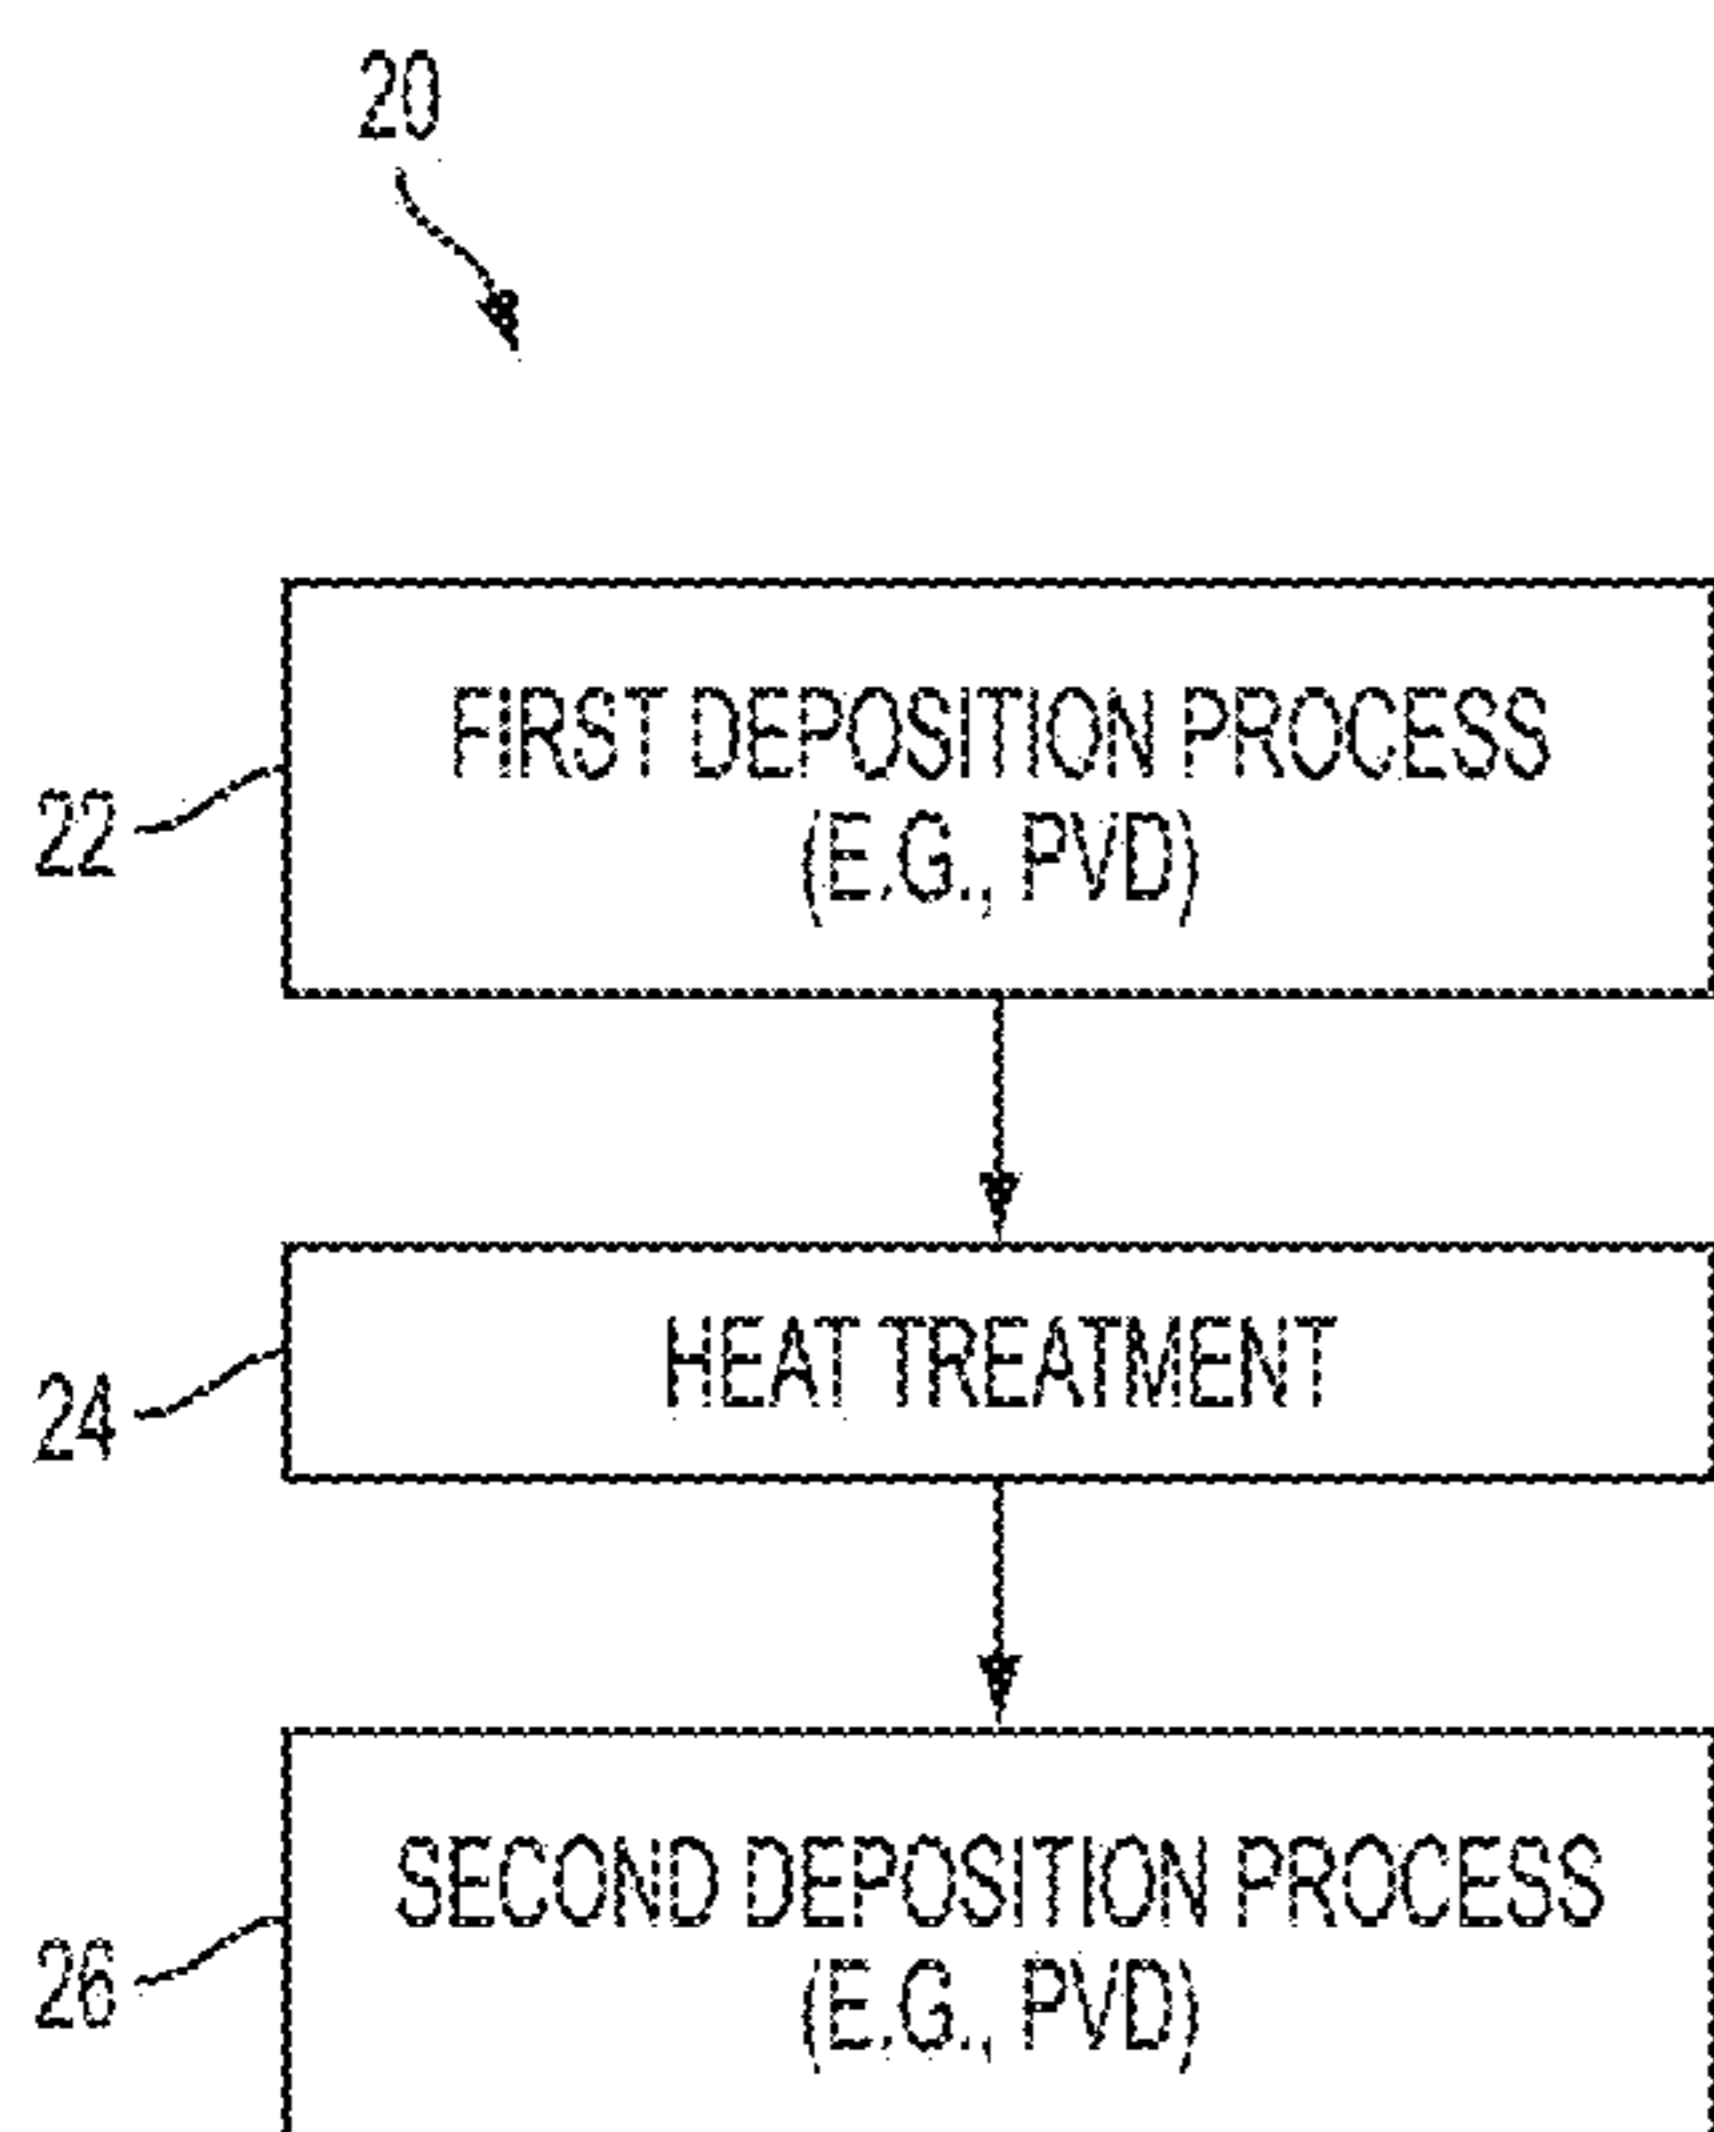 20
FIRST DEPOSITION PROCESS
(E.G., PVD)
22
HEAT TREATMENT
24
SECOND DEPOSITION PROCESS
(E.G., PVD)
26